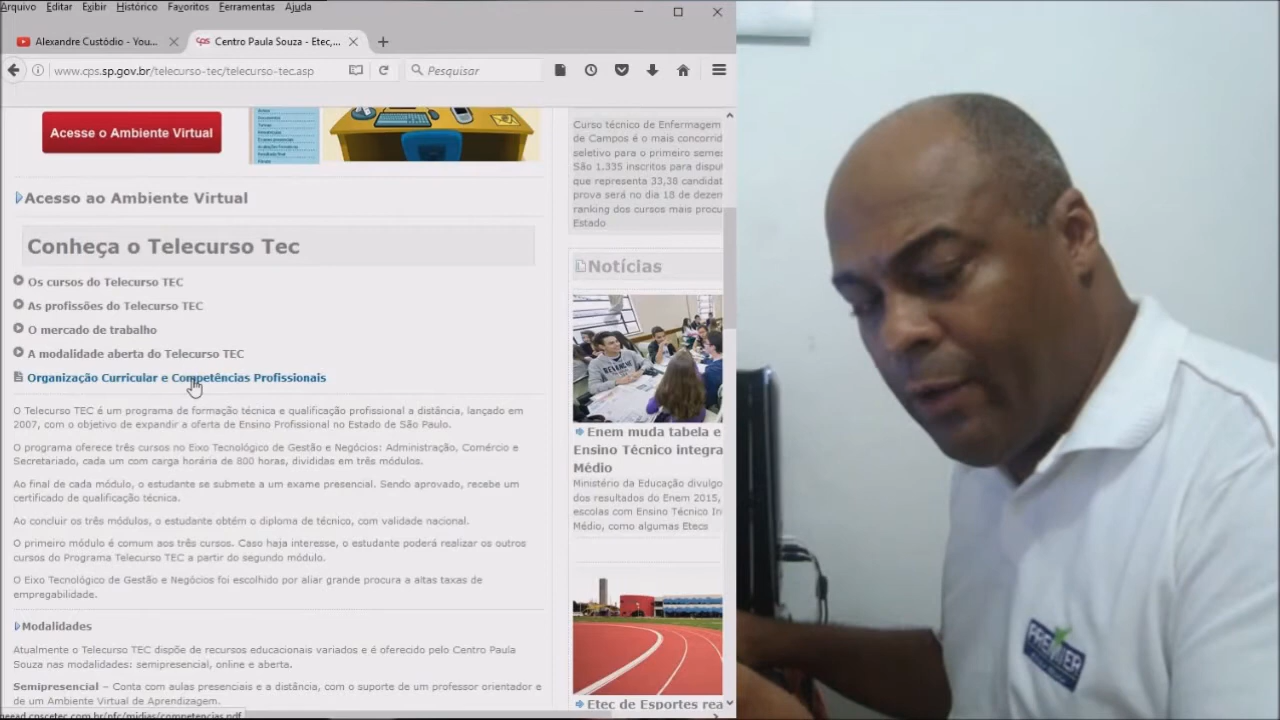 Arquivo Editar Exibir Histórico Favoritos Ferramentas Ajuda
Alexandre Custódio - You...
cps Centro Paula Souza - Etec,...
www.cps.sp.gov.br/telecurso-tec/telecurso-tec.asp
Pesquisar
Acesse o Ambiente Virtual
Acesso ao Ambiente Virtual
Conheça o Telecurso Tec
Os cursos do Telecurso TEC
As profissões do Telecurso TEC
O mercado de trabalho
A modalidade aberta do Telecurso TEC
Organização Curricular e Competências Profissionais
O Telecurso TEC é um programa de formação técnica e qualificação profissional a distância, lançado em
2007, com o objetivo de expandir a oferta de Ensino Profissional no Estado de São Paulo.
O programa oferece três cursos no Eixo Tecnológico de Gestão e Negócios: Administração, Comércio e
Secretariado, cada um com carga horária de 800 horas, divididas em três módulos.
Ao final de cada módulo, o estudante se submete a um exame presencial. Sendo aprovado, recebe um
certificado de qualificação técnica.
Ao concluir os três módulos, o estudante obtém o diploma de técnico, com validade nacional.
O primeiro módulo é comum aos três cursos. Caso haja interesse, o estudante poderá realizar os outros
cursos do Programa Telecurso TEC a partir do segundo módulo.
O Eixo Tecnológico de Gestão e Negócios foi escolhido por aliar grande procura a altas taxas de
empregabilidade.
Modalidades
Atualmente o Telecurso TEC dispõe de recursos educacionais variados e é oferecido pelo Centro Paula
Souza nas modalidades: semipresencial, online e aberta.
Semipresencial – Conta com aulas presenciais e a distância, com o suporte de um professor orientador e
de um Ambiente Virtual de Aprendizagem.
Curso técnico de Enfermagem
de Campos é o mais concorrid
seletivo para o primeiro semes
São 1.335 inscritos para disput
que representa 33,38 candidat
prova será no dia 18 de dezem
ranking dos cursos mais procu
Estado
Notícias
Enem muda tabela e
Ensino Técnico integra
Médio
Ministério da Educação divulgo
dos resultados do Enem 2015,
escolas com Ensino Técnico In
Médio, como algumas Etecs
Etec de Esportes rea
PREMIER